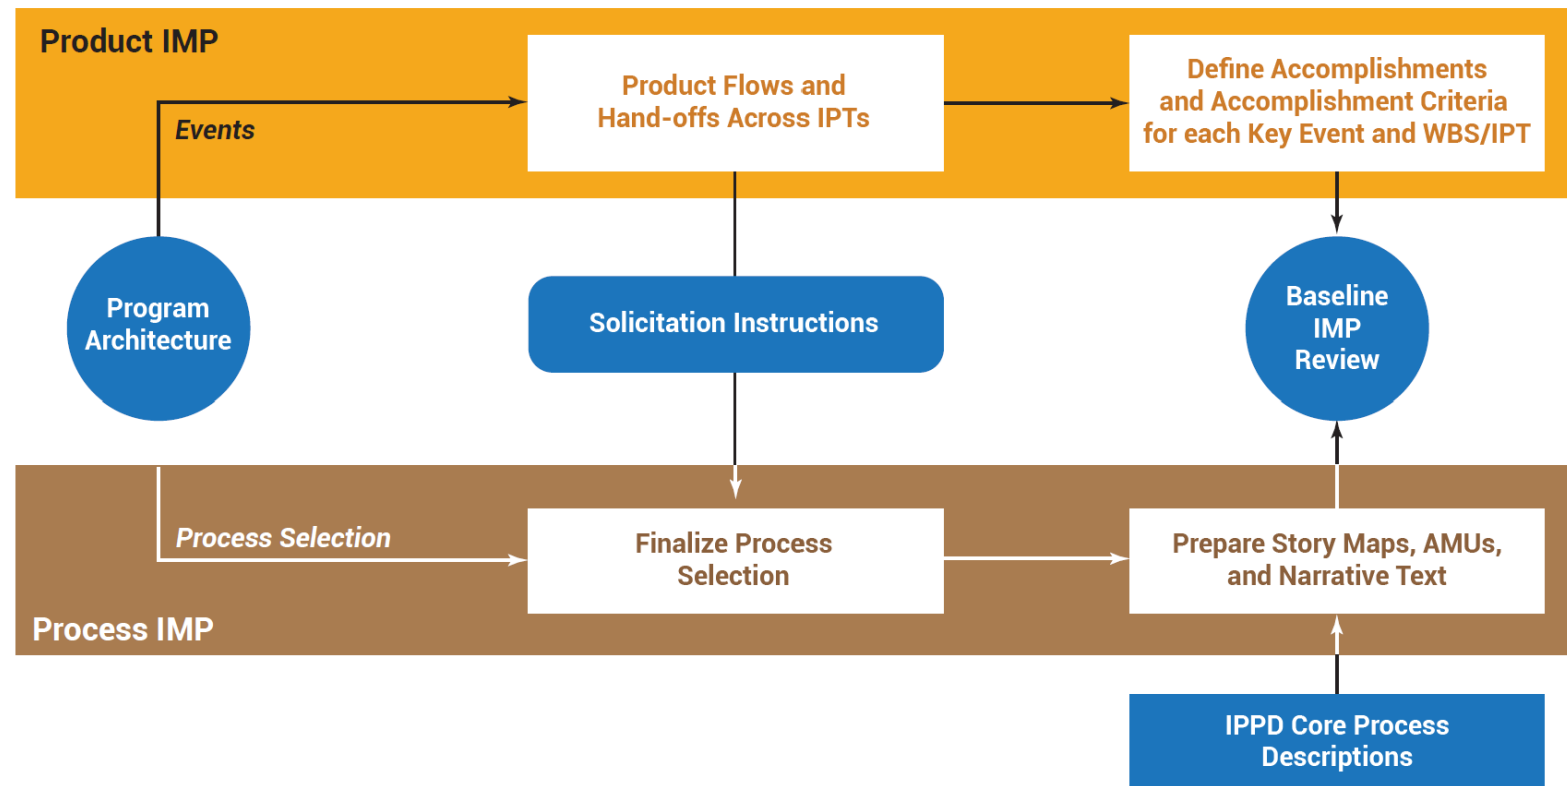 Product IMP
Events
Product Flows and
Hand-offs Across IPTs
Define Accomplishments
and Accomplishment Criteria
for each Key Event and WBS/IPT
Program
Architecture
Solicitation Instructions
Baseline
IMP
Review
Process Selection
Finalize Process
Selection
Prepare Story Maps, AMUs,
and Narrative Text
Process IMP
IPPD Core Process
Descriptions